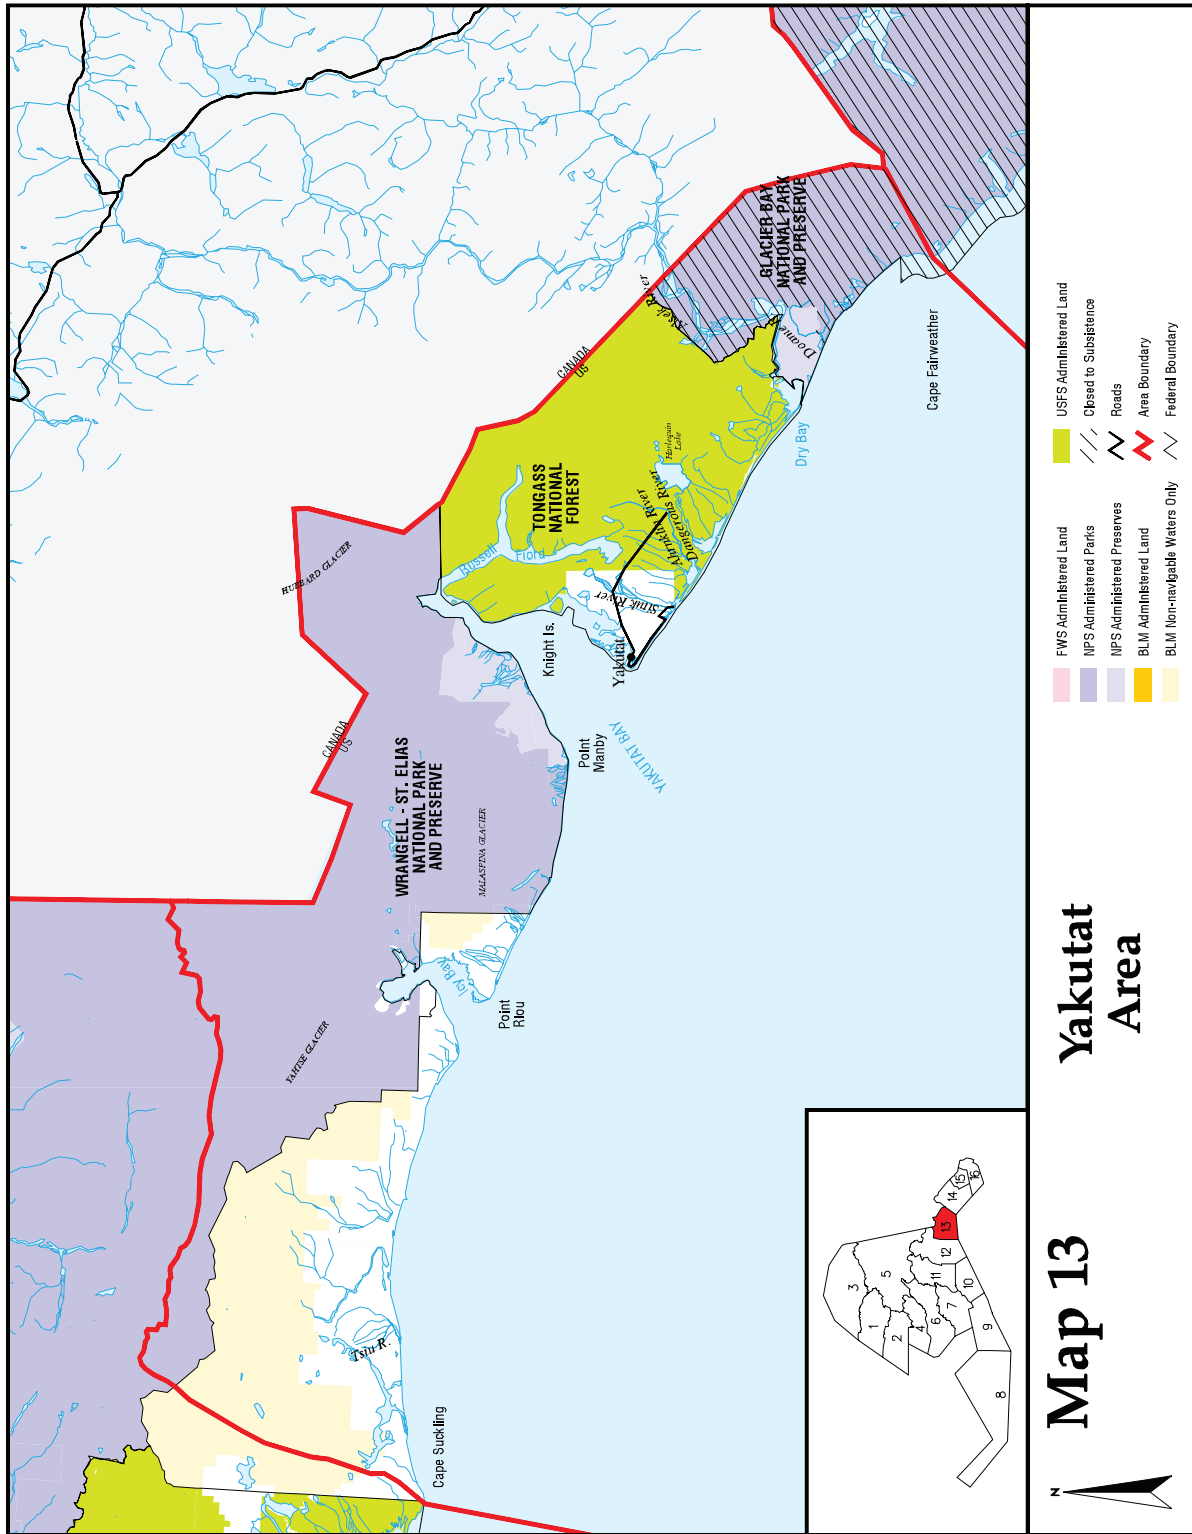 CANADA
US
HUBBARD GLACIER
CANADA
US
WRANGELL - ST. ELIAS
NATIONAL PARK
AND PRESERVE
MALASPINA GLACIER
YAHTSE GLACIER
Icy Bay
Point
Riou
Tsiu R.
Cape Suckling
Point
Manby
YAKUTAT BAY
Knight Is.
Yakutat
Situk River
Russell
Fiord
TONGASS
NATIONAL
FOREST
Ahrnklin River
Dangerous River
Harlequin
Lake
Dry Bay
Alsek River
Doame R.
GLACIER BAY
NATIONAL PARK
AND PRESERVE
Cape Fairweather
Map 13
Yakutat
Area
FWS Administered Land
NPS Administered Parks
NPS Administered Preserves
BLM Administered Land
BLM Non-navigable Waters Only
USFS Administered Land
Closed to Subsistence
Roads
Area Boundary
Federal Boundary
N
1
2
3
4
5
6
7
8
9
10
11
12
13
14
15
16